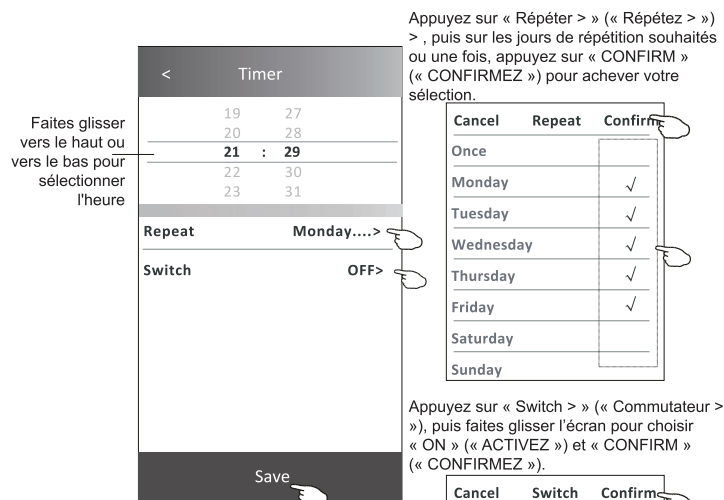 Appuyez sur « Répéter > » (« Répétez > »)
> , puis sur les jours de répétition souhaités
ou une fois, appuyez sur « CONFIRM »
(« CONFIRMEZ ») pour achever votre
sélection.
< Timer
19 27
20 28
21 : 29
22 30
23 31
Faites glisser
vers le haut ou
vers le bas pour
sélectionner
l'heure
Repeat Monday....>
Switch OFF>
Save
Cancel Repeat Confirm
Once
Monday √
Tuesday √
Wednesday √
Thursday √
Friday √
Saturday
Sunday
Appuyez sur « Switch > » (« Commutateur >
»), puis faites glisser l'écran pour choisir
« ON » (« ACTIVEZ ») et « CONFIRM »
(« CONFIRMEZ »).
Cancel Switch Confirm